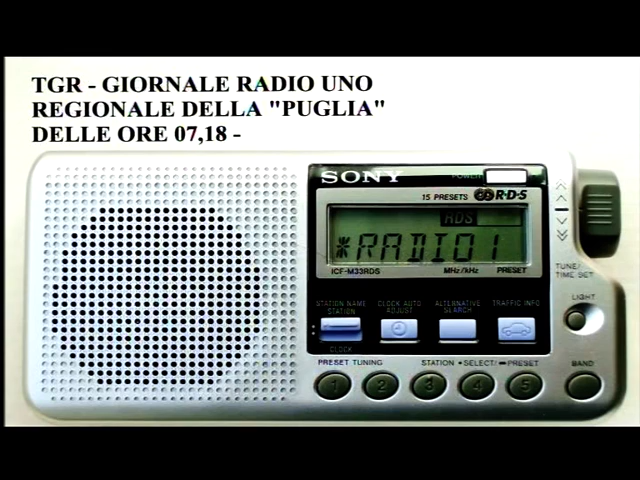 TGR - GIORNALE RADIO UNO
REGIONALE DELLA "PUGLIA"
DELLE ORE 07,18 -
SONY
POWER
15 PRESETS R·D·S
RDS
*RADIO1
ICF-M33RDS MHz/kHz PRESET
TUNE/
TIME SET
LIGHT
STATION NAME CLOCK AUTO ALTERNATIVE TRAFFIC INFO
STATION ADJUST SEARCH
CLOCK
PRESET TUNING STATION •SELECT/ ➡PRESET BAND
1 2 3 4 5